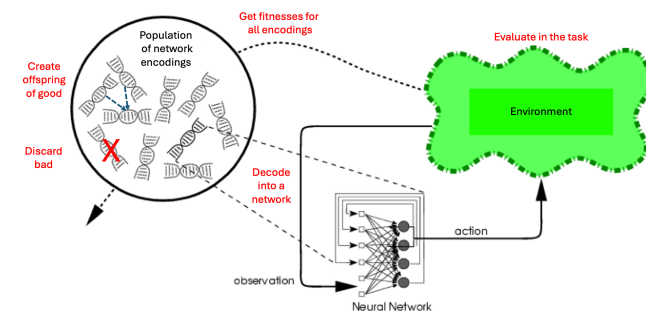 Get fitnesses for
all encodings
Population
of network
encodings
Evaluate in the task
Create
offspring
of good
Environment
Discard
bad
Decode
into a
network
action
observation
Neural Network